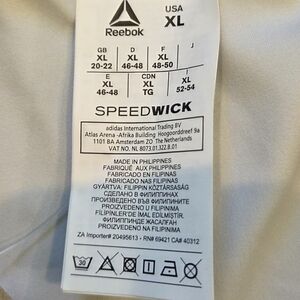 Reebok
USA
XL
GB D F J
XL XL XL
20-22 46-48 48-50
E CDN I
XL XL XL
46-48 TG 52-54
SPEEDWICK
adidas International Trading BV
Atlas Arena -Afrika Building Hoogoorddreef 9a
1101 BA Amsterdam ZO The Netherlands
VAT NO. NL 8073.01.322.B.01
MADE IN PHILIPPINES
FABRIQUÉ AUX PHILIPPINES
FABRICADO EN FILIPINAS
FABRICADO NAS FILIPINAS
GYÁRTVA: FILIPPIN KÖZTÁRSASÁG
СДЕЛАНО В ФИЛИППИНАХ
ПРОИЗВЕДЕНО ВЪВ ФИЛИПИНИТЕ
PROIZVEDENO U FILIPINIMA
FİLİPİNLER'DE İMAL EDİLMİŞTİR.
ФИЛИППИНДЕ ЖАСАЛҒАН
PROIZVEDENO U FILIPINIMA
ZA Importer# 20495613 - RN# 69421 CA# 40312
30